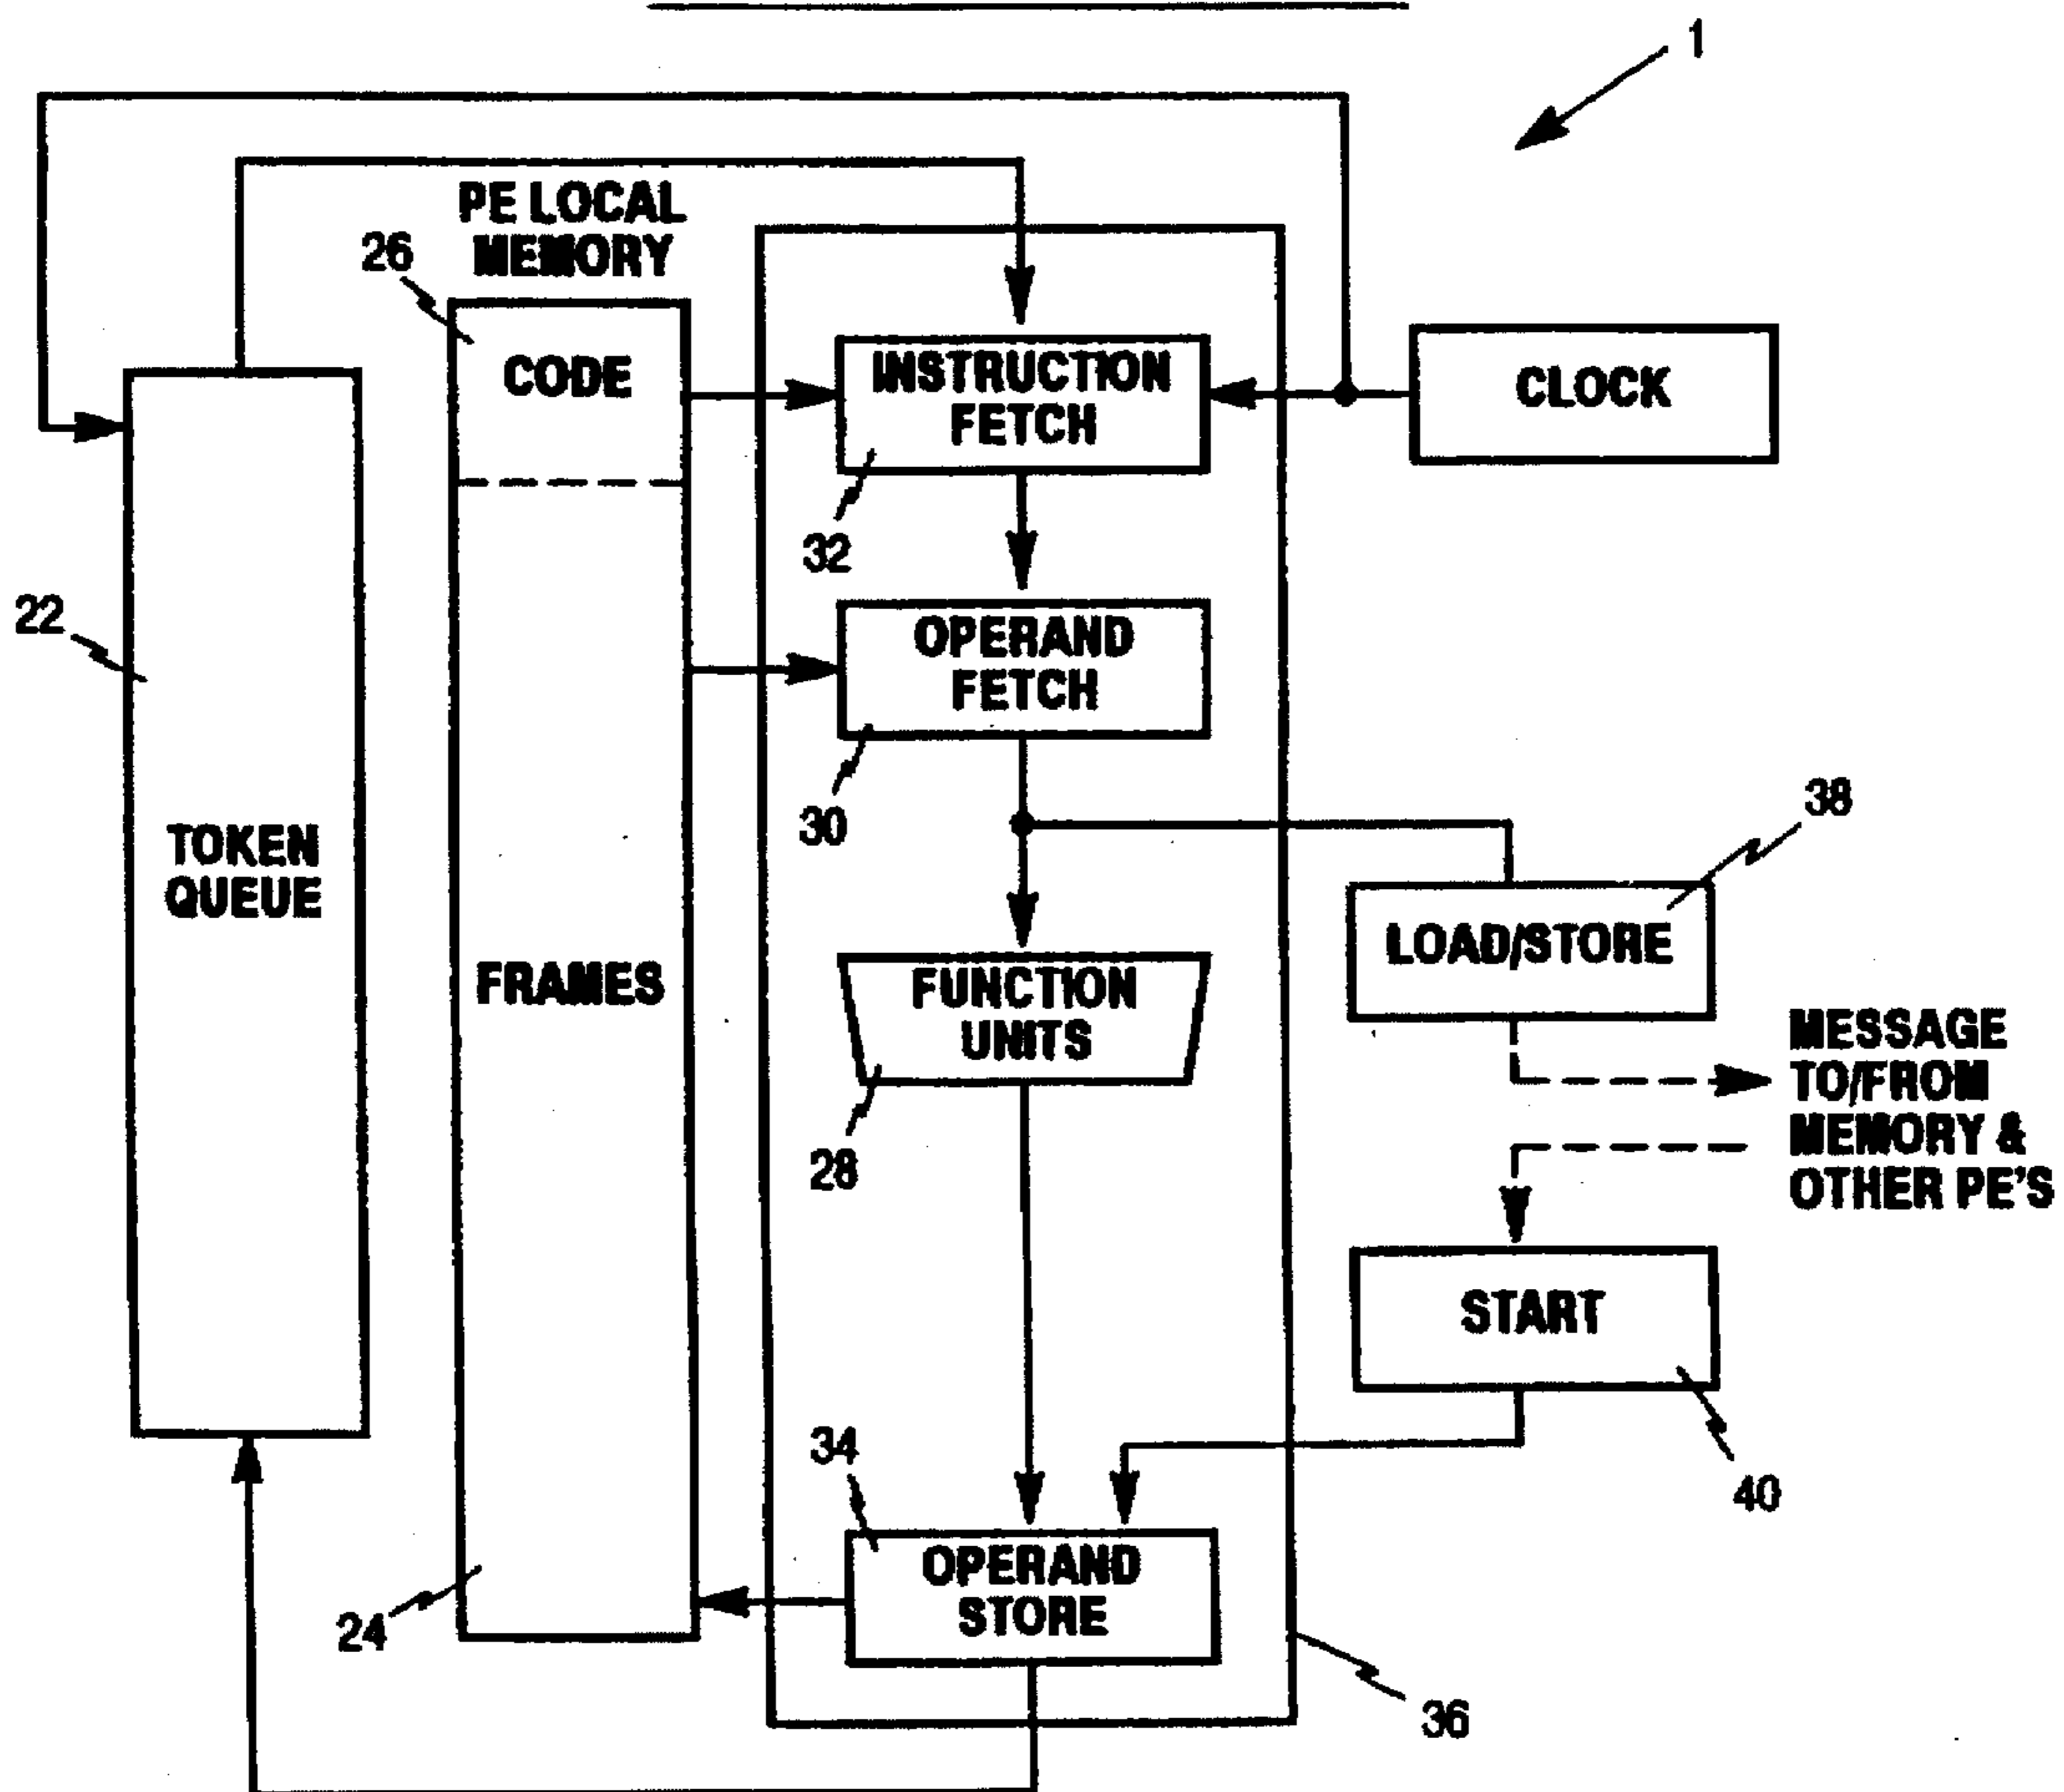 1
PE LOCAL
MEMORY
26
CODE
INSTRUCTION
FETCH
CLOCK
32
22
OPERAND
FETCH
30
38
TOKEN
QUEUE
LOAD/STORE
FRAMES
FUNCTION
UNITS
28
MESSAGE
TO/FROM
MEMORY &
OTHER PE'S
START
34
40
OPERAND
STORE
24
36